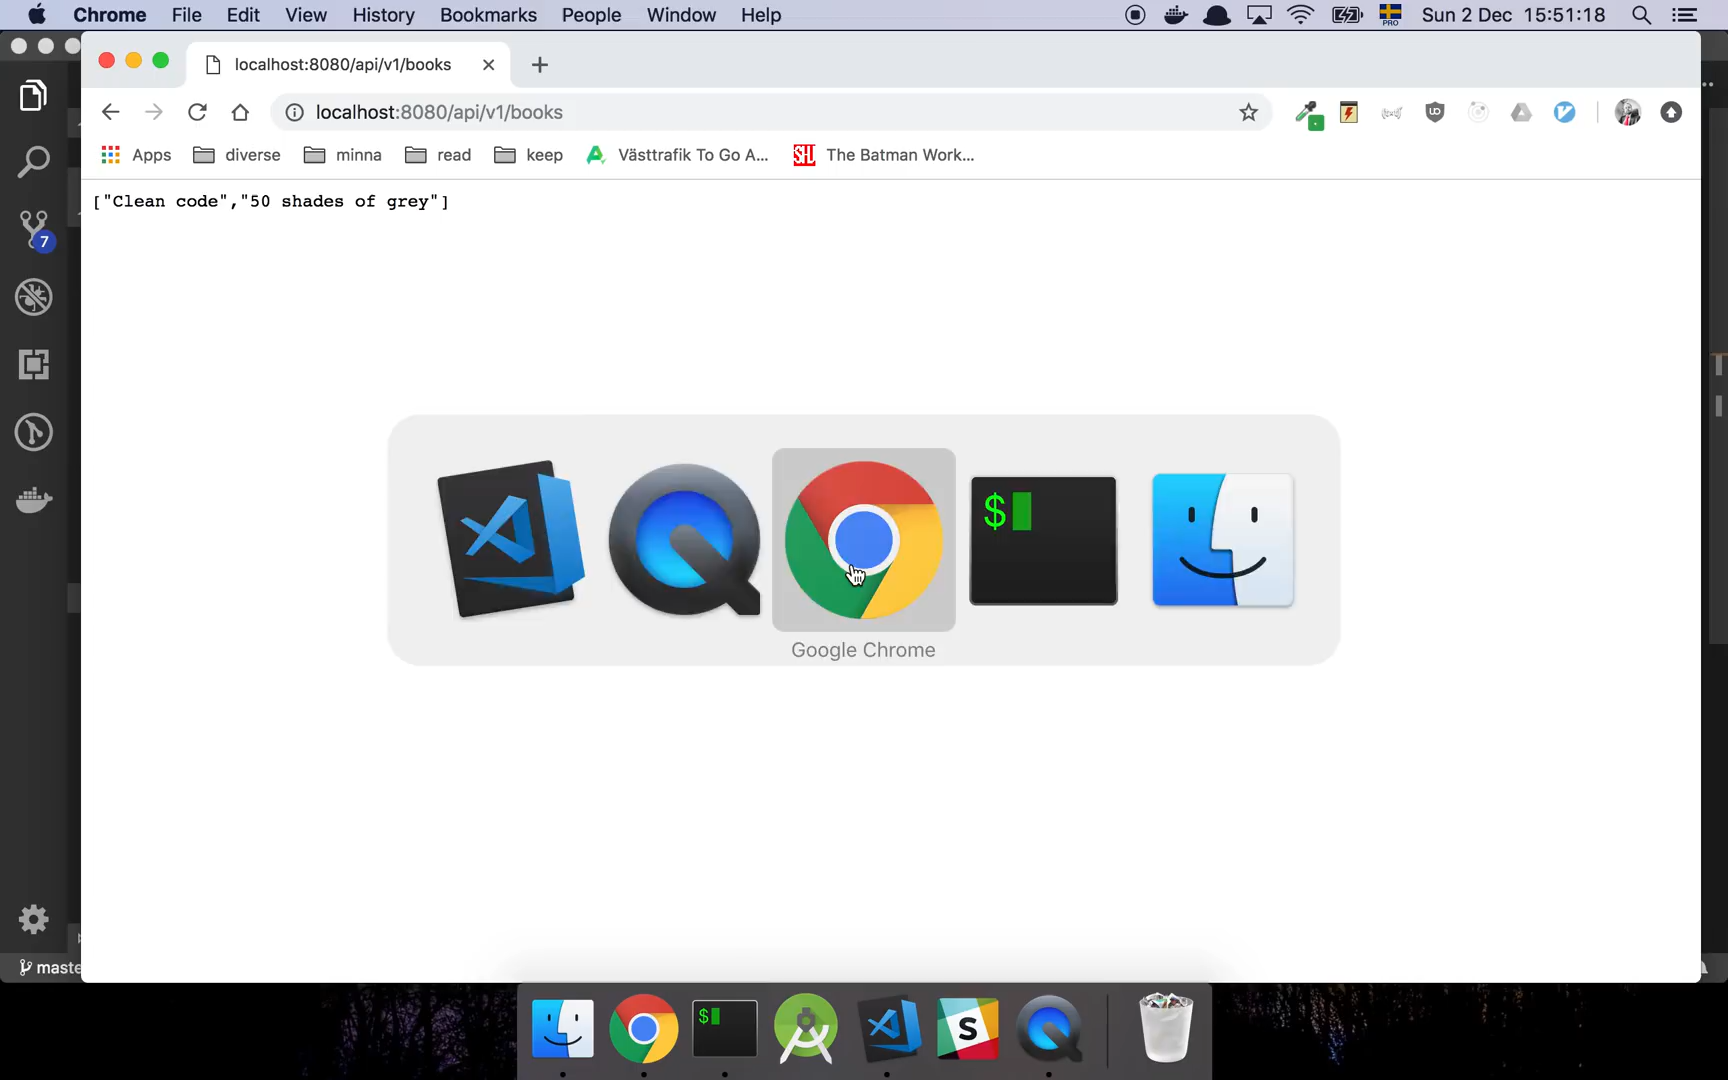 Chrome File Edit View History Bookmarks People Window Help PRO Sun 2 Dec 15:51:18
localhost:8080/api/v1/books
localhost:8080/api/v1/books
Apps diverse minna read keep Västtrafik To Go A... SHL The Batman Work...
["Clean code","50 shades of grey"]
7
$
Google Chrome
maste
$
S